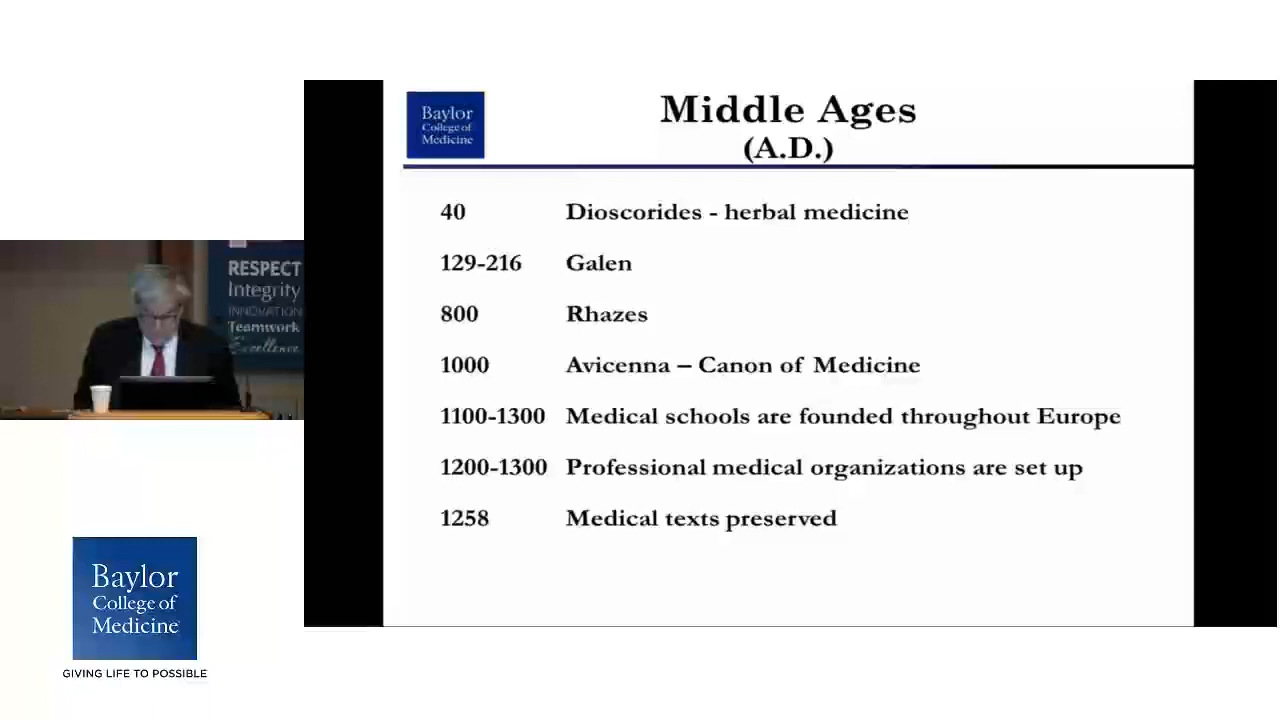 Baylor
College of
Medicine
Middle Ages
(A.D.)
40 Dioscorides - herbal medicine
129-216 Galen
800 Rhazes
1000 Avicenna – Canon of Medicine
1100-1300 Medical schools are founded throughout Europe
1200-1300 Professional medical organizations are set up
1258 Medical texts preserved
RESPECT
Integrity
INNOVATION
Teamwork
Excellence
Baylor
College of
Medicine
GIVING LIFE TO POSSIBLE